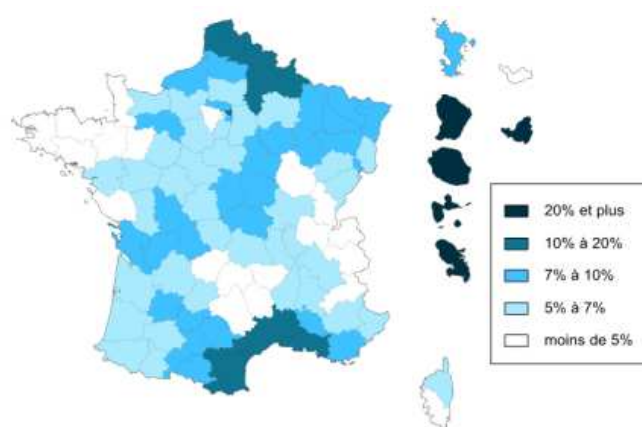 20% et plus
10% à 20%
7% à 10%
5% à 7%
moins de 5%